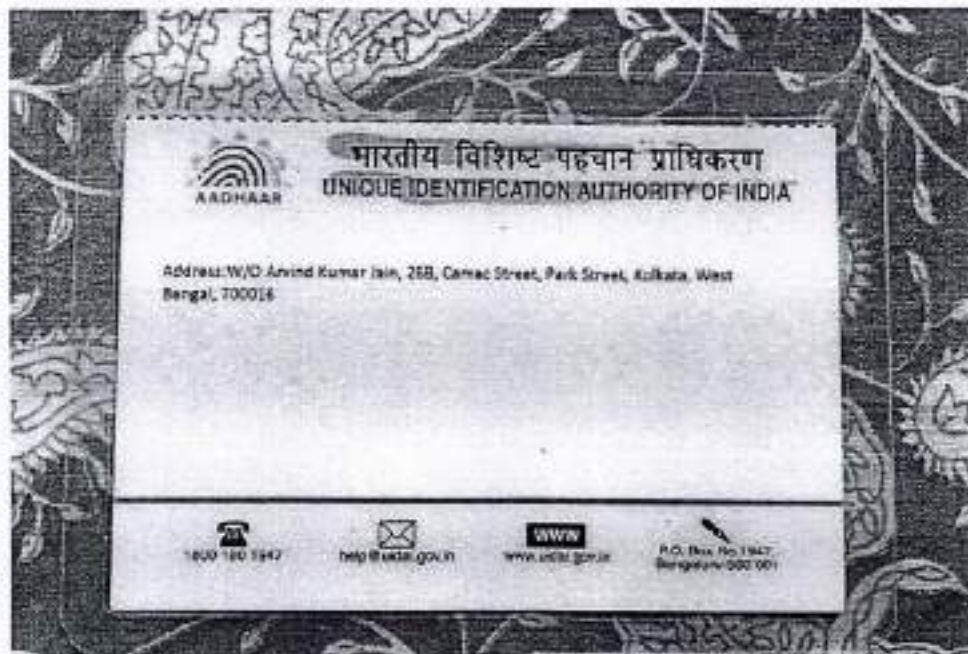 भारतीय विशिष्ट पहचान प्राधिकरण
AADHAAR
UNIQUE IDENTIFICATION AUTHORITY OF INDIA
Address: W/O Arvind Kumar Jain, 26B, Camac Street, Park Street, Kolkata, West
Bengal, 700016
1800 180 1947
help@uidai.gov.in
WWW
www.uidai.gov.in
P.O. Box No.1947,
Bengaluru-560 001